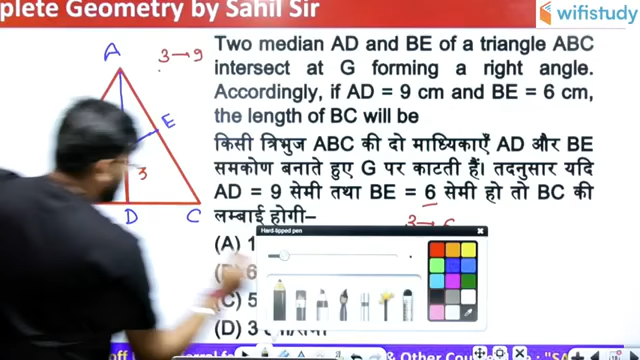 plete Geometry by Sahil Sir
wifistudy
A
3→9
E
3
D
C
Two median AD and BE of a triangle ABC
intersect at G forming a right angle.
Accordingly, if AD = 9 cm and BE = 6 cm,
the length of BC will be
किसी त्रिभुज ABC की दो माध्यिकाएँ AD और BE
समकोण बनाते हुए G पर काटती हैं। तदनुसार यदि
AD = 9 सेमी तथा BE = 6 सेमी हो तो BC की
लम्बाई होगी-
3→
Hard-tipped pen
(A) 1
6
(C) 5
(D) 3
& Other Courses